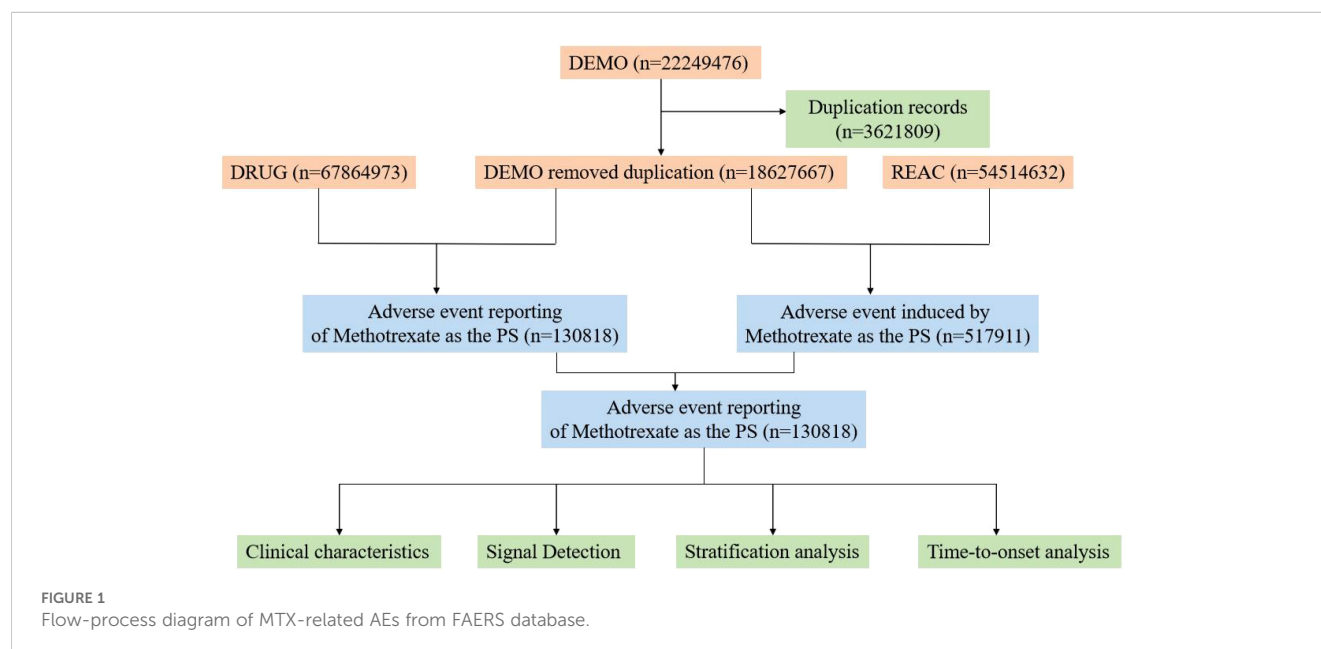 DEMO (n=22249476)
Duplication records
(n=3621809)
DRUG (n=67864973)
DEMO removed duplication (n=18627667)
REAC (n=54514632)
Adverse event reporting
of Methotrexate as the PS (n=130818)
Adverse event induced by
Methotrexate as the PS (n=517911)
Adverse event reporting
of Methotrexate as the PS (n=130818)
Clinical characteristics
Signal Detection
Stratification analysis
Time-to-onset analysis
FIGURE 1
Flow-process diagram of MTX-related AEs from FAERS database.